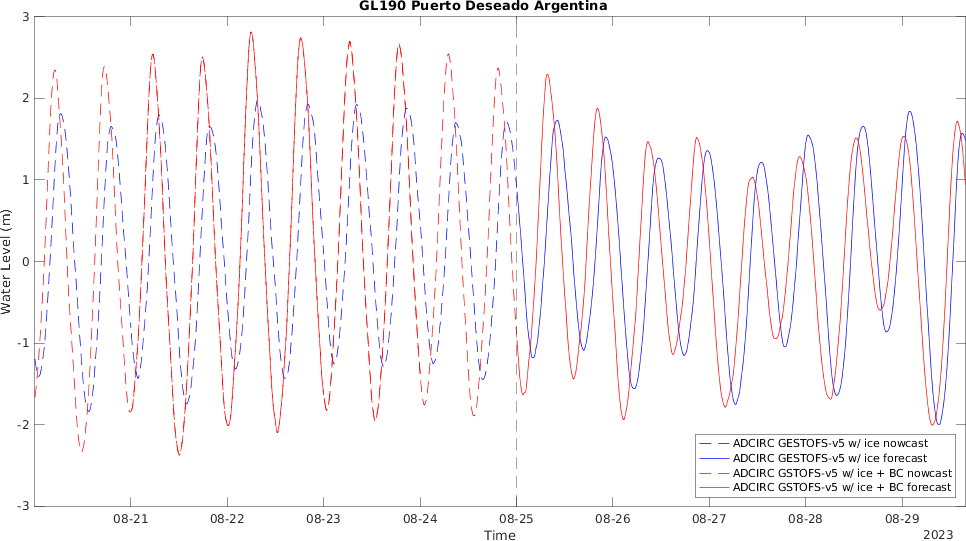 GL190 Puerto Deseado Argentina
3
2
1
0
-1
-2
-3
Water Level (m)
ADCIRC GESTOFS-v5 w/ ice nowcast
ADCIRC GESTOFS-v5 w/ ice forecast
ADCIRC GSTOFS-v5 w/ ice + BC nowcast
ADCIRC GSTOFS-v5 w/ ice + BC forecast
08-21 08-22 08-23 08-24 08-25 08-26 08-27 08-28 08-29
Time
2023